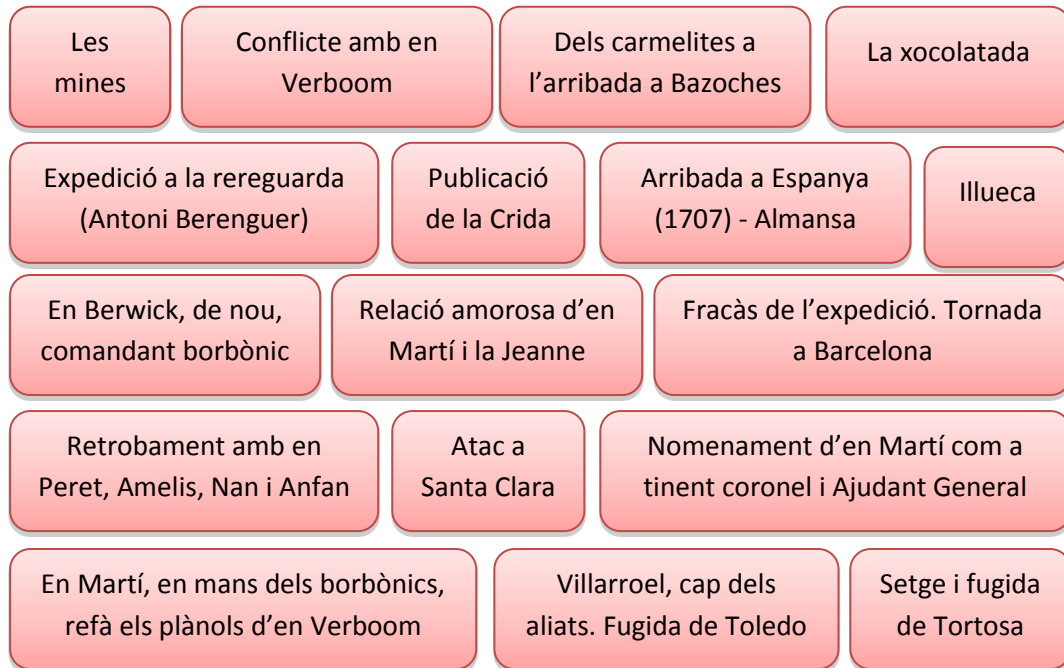 Les
mines
Conflicte amb en
Verboom
Dels carmelites a
l’arribada a Bazoches
La xocolatada
Expedició a la rereguarda
(Antoni Berenguer)
Publicació
de la Crida
Arribada a Espanya
(1707) - Almansa
Illueca
En Berwick, de nou,
comandant borbònic
Relació amorosa d’en
Martí i la Jeanne
Fracàs de l’expedició. Tornada
a Barcelona
Retrobament amb en
Peret, Amelis, Nan i Anfan
Atac a
Santa Clara
Nomenament d’en Martí com a
tinent coronel i Ajudant General
En Martí, en mans dels borbònics,
refà els plànols d’en Verboom
Villarroel, cap dels
aliats. Fugida de Toledo
Setge i fugida
de Tortosa